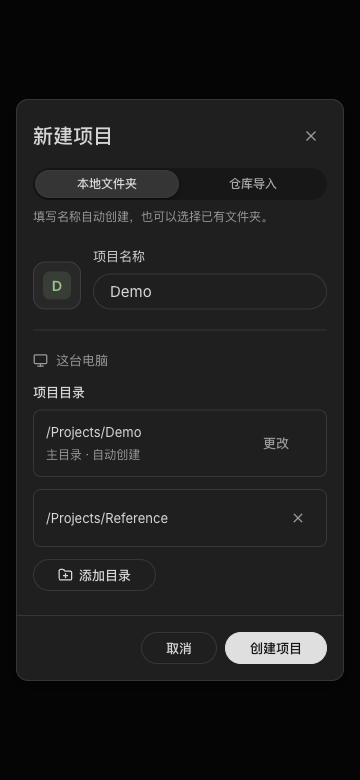 新建项目
本地文件夹
仓库导入
填写名称自动创建，也可以选择已有文件夹。
项目名称
D
Demo
这台电脑
项目目录
/Projects/Demo
主目录 · 自动创建
更改
/Projects/Reference
添加目录
取消
创建项目